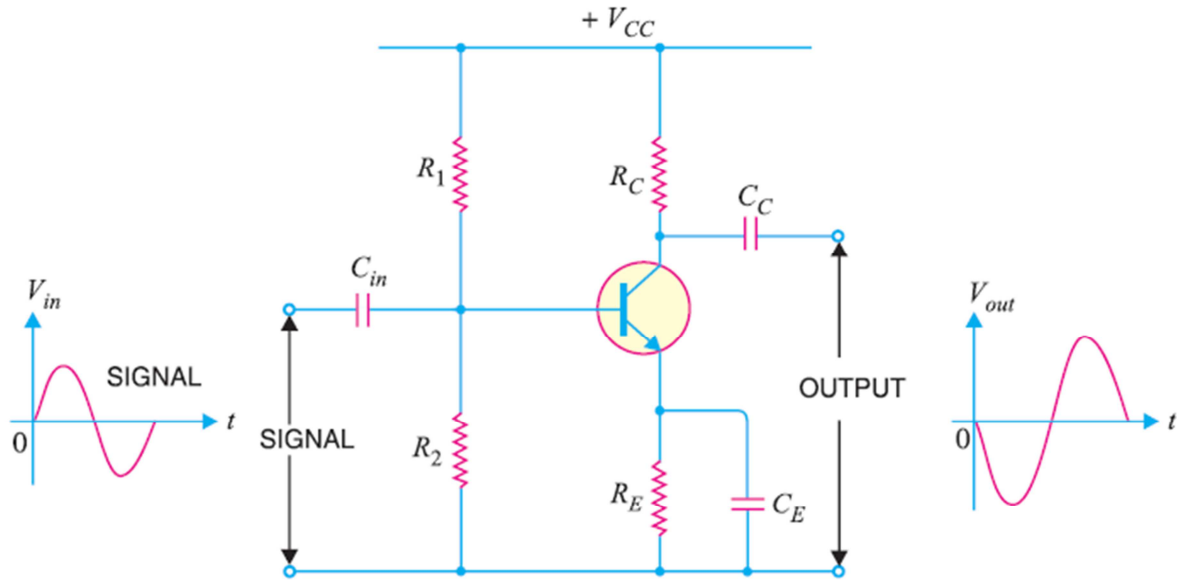 + V_CC
R_1
R_C
C_C
C_in
V_in
SIGNAL
t
0
SIGNAL
R_2
R_E
C_E
OUTPUT
V_out
t
0